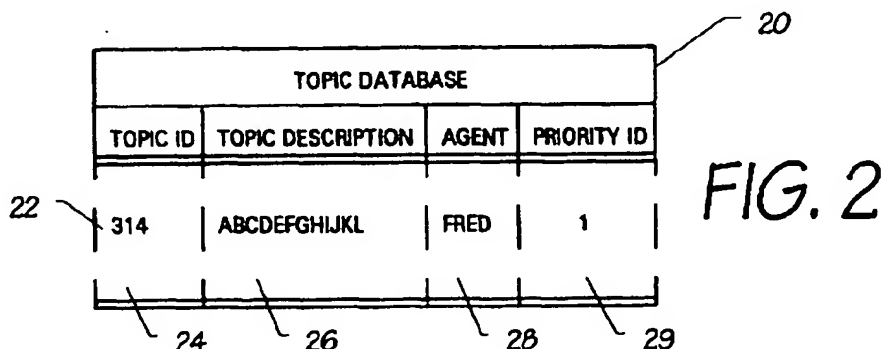 20
TOPIC DATABASE
TOPIC ID TOPIC DESCRIPTION AGENT PRIORITY ID
22 314 ABCDEFGHIJKL FRED 1
FIG. 2
24 26 28 29